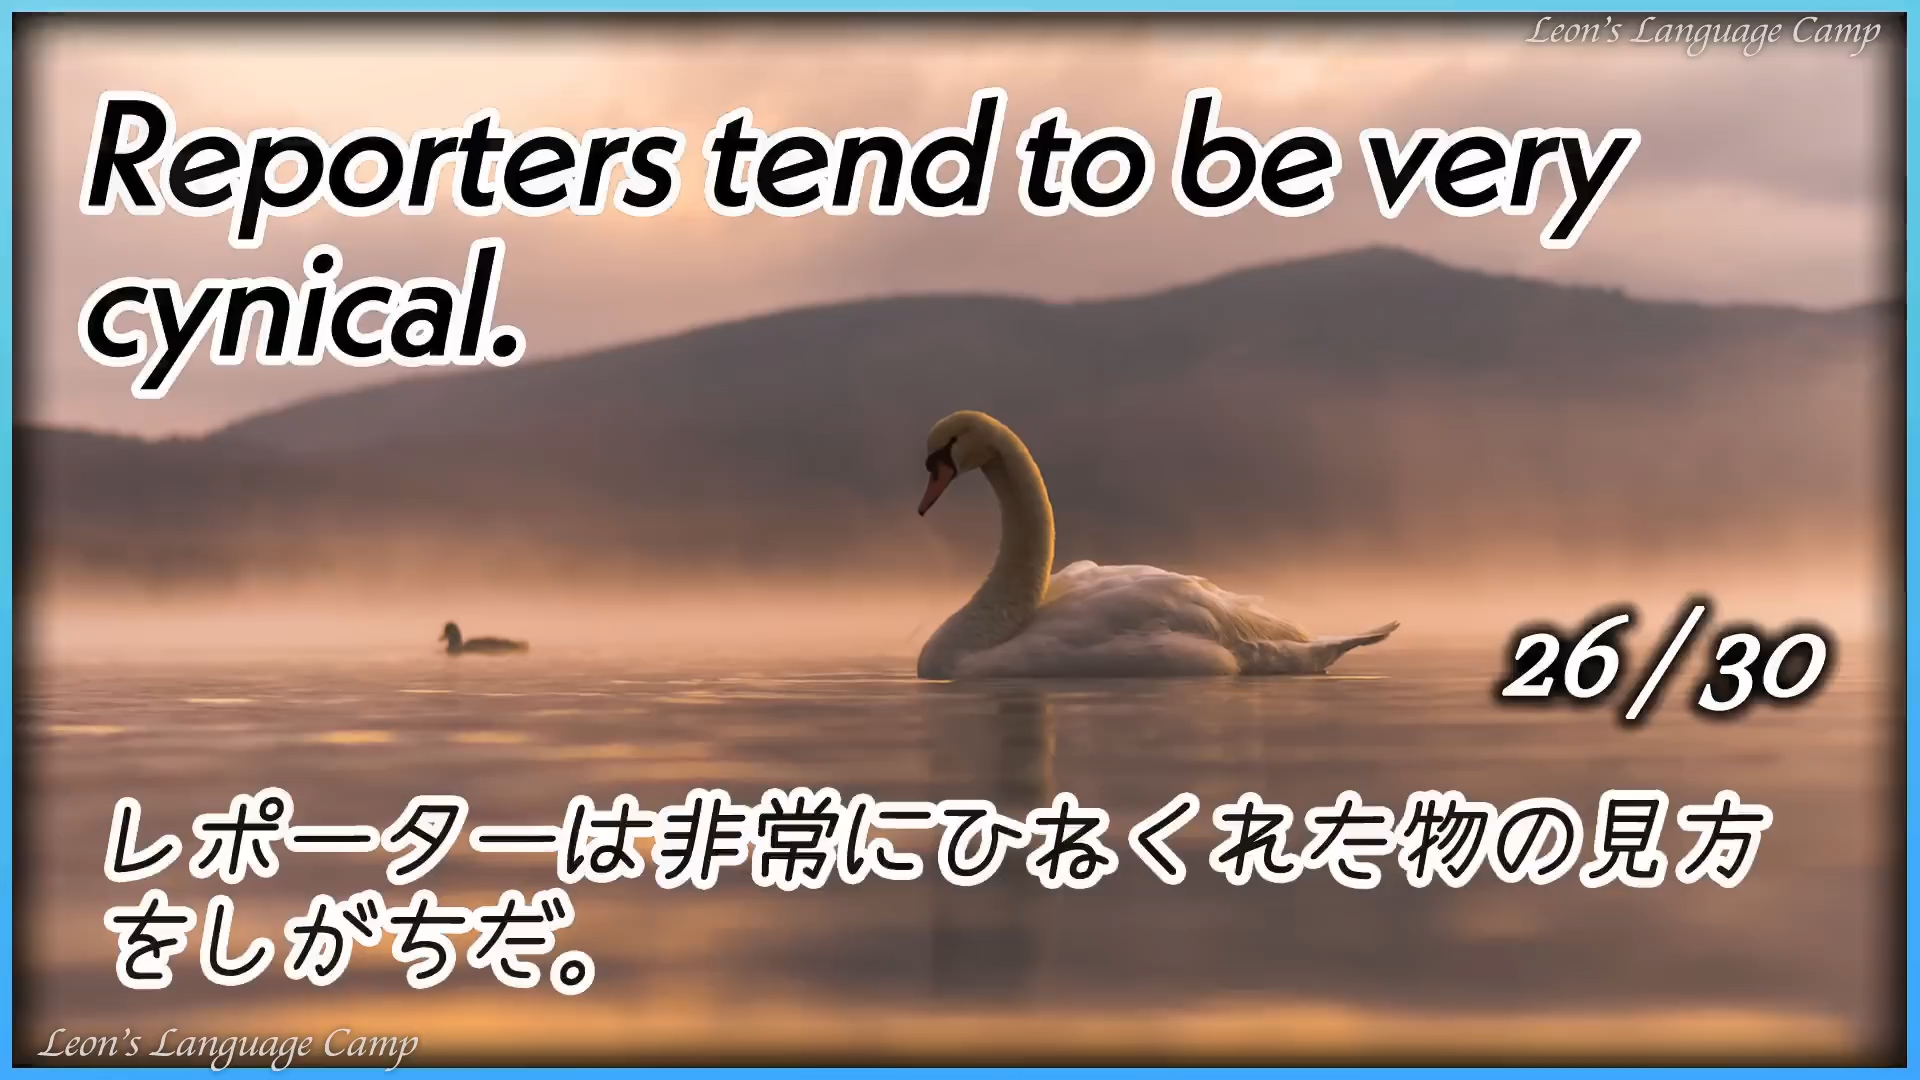 Leon's Language Camp
Reporters tend to be very
cynical.
26/30
レポーターは非常にひねくれた物の見方
をしがちだ。
Leon's Language Camp